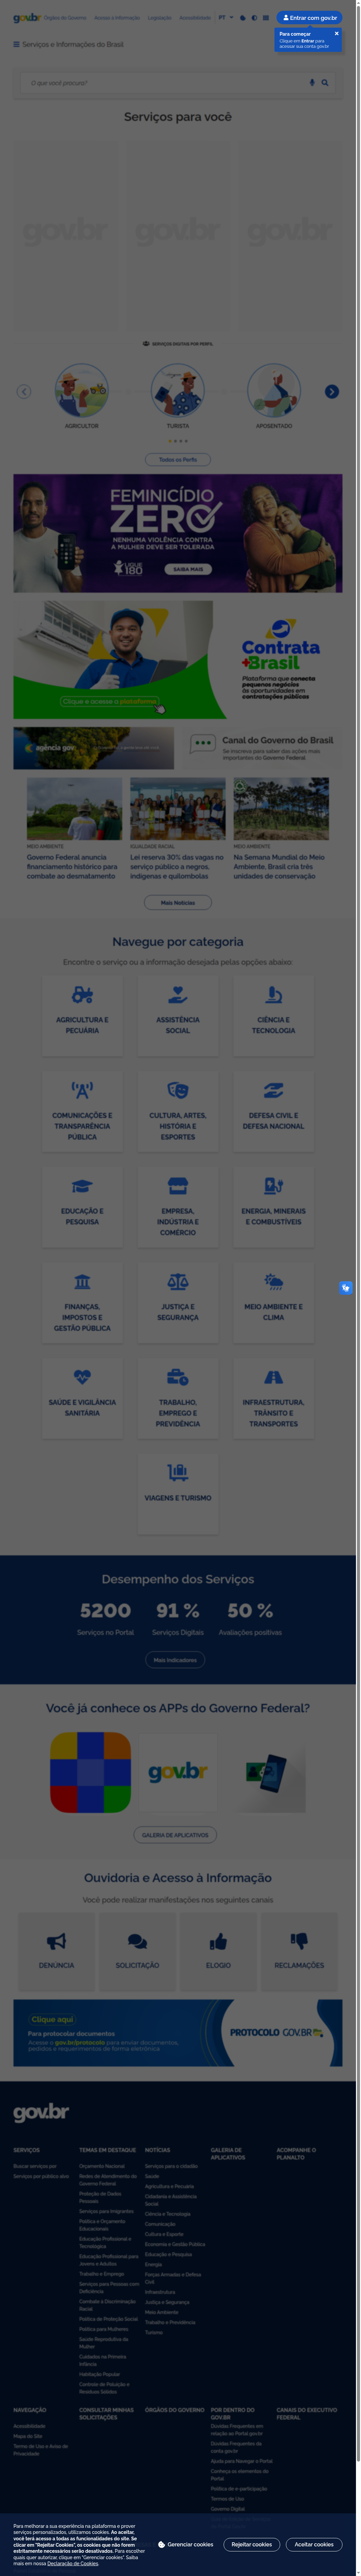 gov.br Órgãos do Governo Acesso à Informação Legislação Acessibilidade PT Entrar com gov.br
Para começar
Clique em Entrar para
acessar sua conta gov.br
Serviços e Informações do Brasil
O que você procura?
Serviços para você
gov.br gov.br gov.br
SERVIÇOS DIGITAIS POR PERFIL
AGRICULTOR TURISTA APOSENTADO
Todos os Perfis
FEMINICÍDIO
ZERO
NENHUMA VIOLÊNCIA CONTRA
A MULHER DEVE SER TOLERADA
LIGUE
180
SAIBA MAIS
Clique e acesse a plataforma
Contrata
+Brasil
Plataforma que conecta
pequenos negócios
a oportunidades em
contratações públicas
agência gov
Canal do Governo do Brasil
Se inscreva para saber das ações mais
importantes do Governo Federal
MEIO AMBIENTE
Governo Federal anuncia
financiamento histórico para
combate ao desmatamento
IGUALDADE RACIAL
Lei reserva 30% das vagas no
serviço público a negros,
indígenas e quilombolas
MEIO AMBIENTE
Na Semana Mundial do Meio
Ambiente, Brasil cria três
unidades de conservação
Mais Notícias
Navegue por categoria
Encontre o serviço ou a informação desejada pelas opções abaixo:
AGRICULTURA E
PECUÁRIA
ASSISTÊNCIA
SOCIAL
CIÊNCIA E
TECNOLOGIA
COMUNICAÇÕES E
TRANSPARÊNCIA
PÚBLICA
CULTURA, ARTES,
HISTÓRIA E
ESPORTES
DEFESA CIVIL E
DEFESA NACIONAL
EDUCAÇÃO E
PESQUISA
EMPRESA,
INDÚSTRIA E
COMÉRCIO
ENERGIA, MINERAIS
E COMBUSTÍVEIS
FINANÇAS,
IMPOSTOS E
GESTÃO PÚBLICA
JUSTIÇA E
SEGURANÇA
MEIO AMBIENTE E
CLIMA
SAÚDE E VIGILÂNCIA
SANITÁRIA
TRABALHO,
EMPREGO E
PREVIDÊNCIA
INFRAESTRUTURA,
TRÂNSITO E
TRANSPORTES
VIAGENS E TURISMO
Desempenho dos Serviços
5200 91 % 50 %
Serviços no Portal Serviços Digitais Avaliações positivas
Mais Indicadores
Você já conhece os APPs do Governo Federal?
gov.br
GALERIA DE APLICATIVOS
Ouvidoria e Acesso à Informação
Você pode realizar manifestações nos seguintes canais
DENÚNCIA SOLICITAÇÃO ELOGIO RECLAMAÇÕES
Clique aqui
Para protocolar documentos
Acesse o gov.br/protocolo para enviar documentos,
pedidos e requerimentos de forma eletrônica
PROTOCOLO GOV.BR
gov.br
SERVIÇOS
Buscar serviços por
Serviços por público alvo
TEMAS EM DESTAQUE
Orçamento Nacional
Redes de Atendimento do
Governo Federal
Proteção de Dados
Pessoais
Serviços para Imigrantes
Política e Orçamento
Educacionais
Educação Profissional e
Tecnológica
Educação Profissional para
Jovens e Adultos
Trabalho e Emprego
Serviços para Pessoas com
Deficiência
Combate à Discriminação
Racial
Política de Proteção Social
Política para Mulheres
Saúde Reprodutiva da
Mulher
Cuidados na Primeira
Infância
Habitação Popular
Controle de Poluição e
Resíduos Sólidos
NOTÍCIAS
Serviços para o cidadão
Saúde
Agricultura e Pecuária
Cidadania e Assistência
Social
Ciência e Tecnologia
Comunicação
Cultura e Esporte
Economia e Gestão Pública
Educação e Pesquisa
Energia
Forças Armadas e Defesa
Civil
Infraestrutura
Justiça e Segurança
Meio Ambiente
Trabalho e Previdência
Turismo
GALERIA DE
APLICATIVOS
ACOMPANHE O
PLANALTO
NAVEGAÇÃO
Acessibilidade
Mapa do Site
Termo de Uso e Aviso de
Privacidade
CONSULTAR MINHAS
SOLICITAÇÕES
ÓRGÃOS DO GOVERNO
POR DENTRO DO
GOV.BR
Dúvidas Frequentes em
relação ao Portal gov.br
Dúvidas Frequentes da
conta gov.br
Ajuda para Navegar o Portal
Conheça os elementos do
Portal
Política de e-participação
Termos de Uso
Governo Digital
CANAIS DO EXECUTIVO
FEDERAL
Para melhorar a sua experiência na plataforma e prover
serviços personalizados, utilizamos cookies. Ao aceitar,
você terá acesso a todas as funcionalidades do site. Se
clicar em "Rejeitar Cookies", os cookies que não forem
estritamente necessários serão desativados. Para escolher
quais quer autorizar, clique em "Gerenciar cookies". Saiba
mais em nossa Declaração de Cookies.
Gerenciar cookies Rejeitar cookies Aceitar cookies